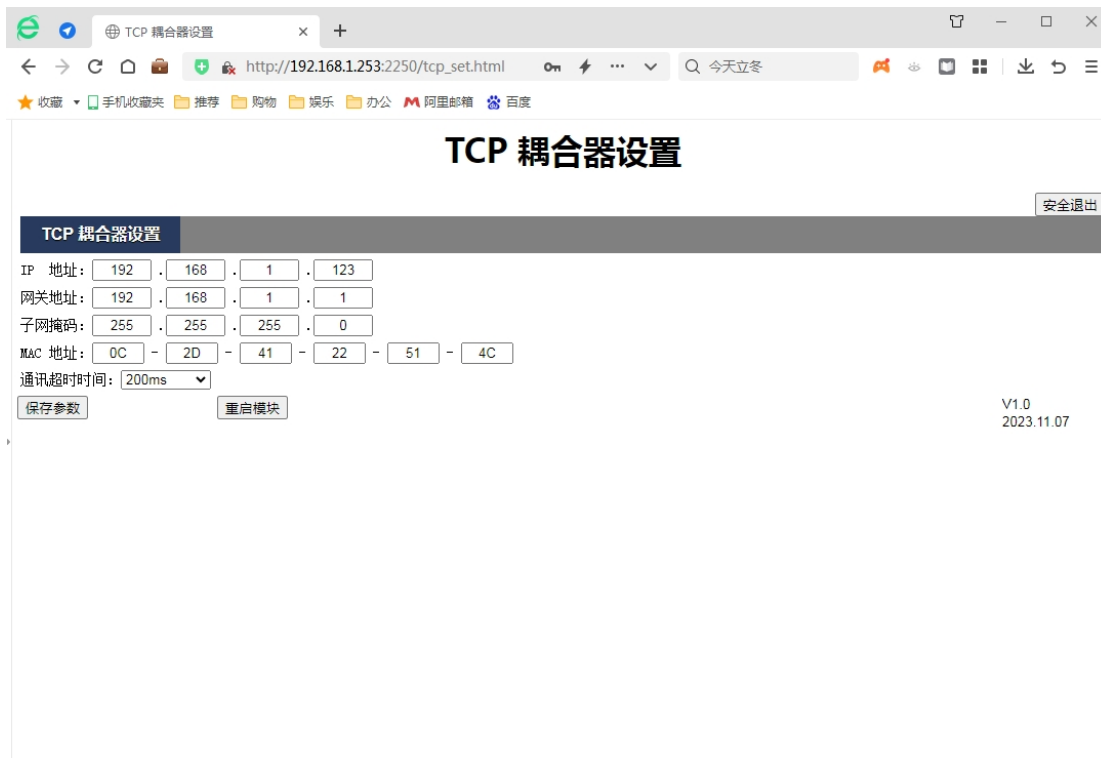 TCP 耦合器设置
http://192.168.1.253:2250/tcp_set.html
今天立冬
收藏 手机收藏夹 推荐 购物 娱乐 办公 阿里邮箱 百度
TCP 耦合器设置
安全退出
TCP 耦合器设置
IP 地址: 192 . 168 . 1 . 123
网关地址: 192 . 168 . 1 . 1
子网掩码: 255 . 255 . 255 . 0
MAC 地址: 0C - 2D - 41 - 22 - 51 - 4C
通讯超时时间: 200ms
保存参数 重启模块
V1.0
2023.11.07